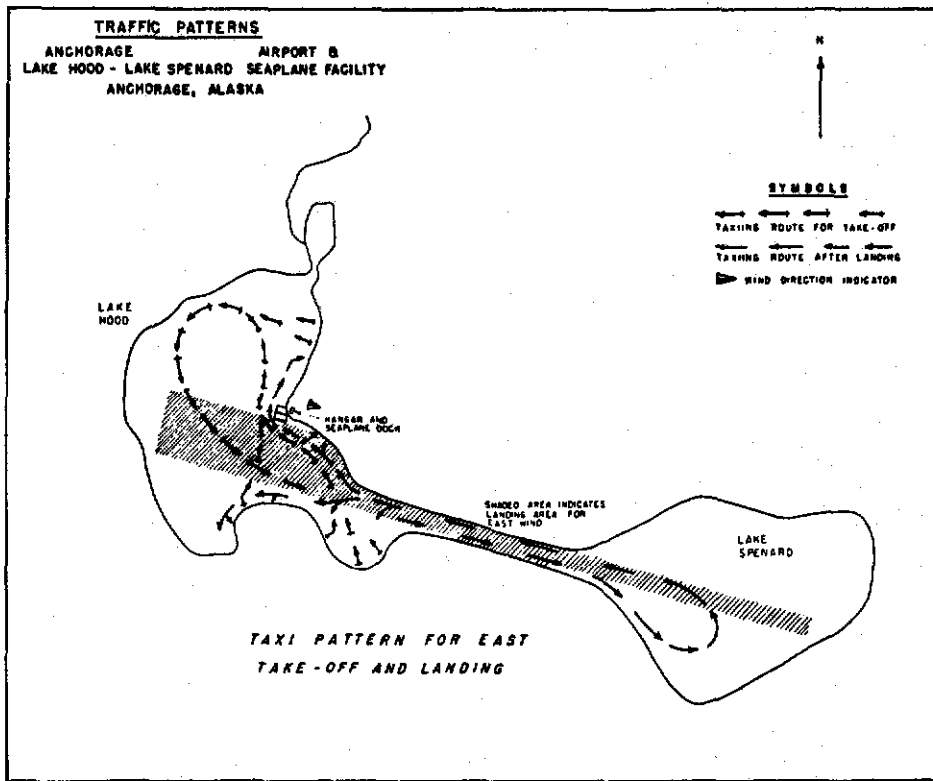 TRAFFIC PATTERNS
ANCHORAGE AIRPORT &
LAKE HOOD - LAKE SPENARD SEAPLANE FACILITY
ANCHORAGE, ALASKA
N
SYMBOLS
TAXIING ROUTE FOR TAKE-OFF
TAXIING ROUTE AFTER LANDING
WIND DIRECTION INDICATOR
LAKE
HOOD
HANGAR AND
SEAPLANE DOCK
SHADED AREA INDICATES
LANDING AREA FOR
EAST WIND
LAKE
SPENARD
TAXI PATTERN FOR EAST
TAKE-OFF AND LANDING